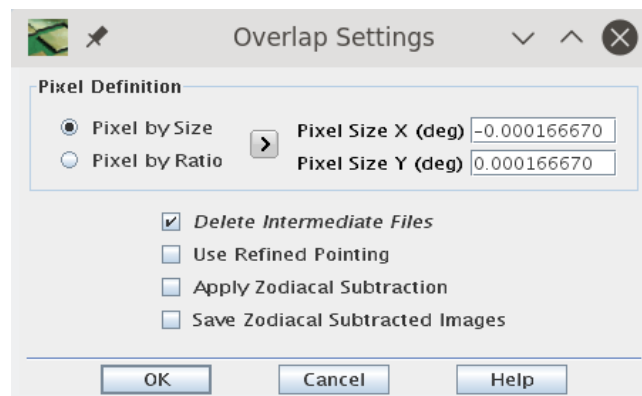 Overlap Settings
Pixel Definition
Pixel by Size
Pixel by Ratio
Pixel Size X (deg) -0.000166670
Pixel Size Y (deg) 0.000166670
Delete Intermediate Files
Use Refined Pointing
Apply Zodiacal Subtraction
Save Zodiacal Subtracted Images
OK Cancel Help